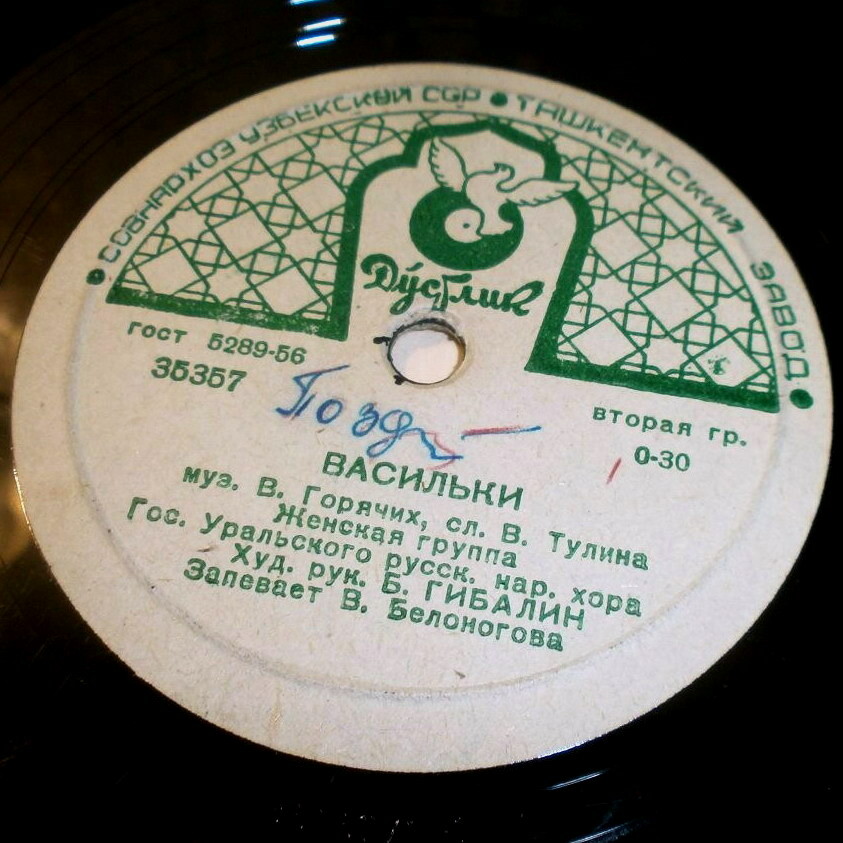 СОВНАРХОЗ УЗБЕКСКОЙ ССР • ТАШКЕНТСКИЙ ЗАВОД
Дўстлик
ГОСТ 5289-56
35357
вторая гр.
0-30
ВАСИЛЬКИ
муз. В. Горячих, сл. В. Тулина
Женская группа
Гос. Уральского русск. нар. хора
Худ. рук. Б. ГИБАЛИН
Запевает В. Белоногова